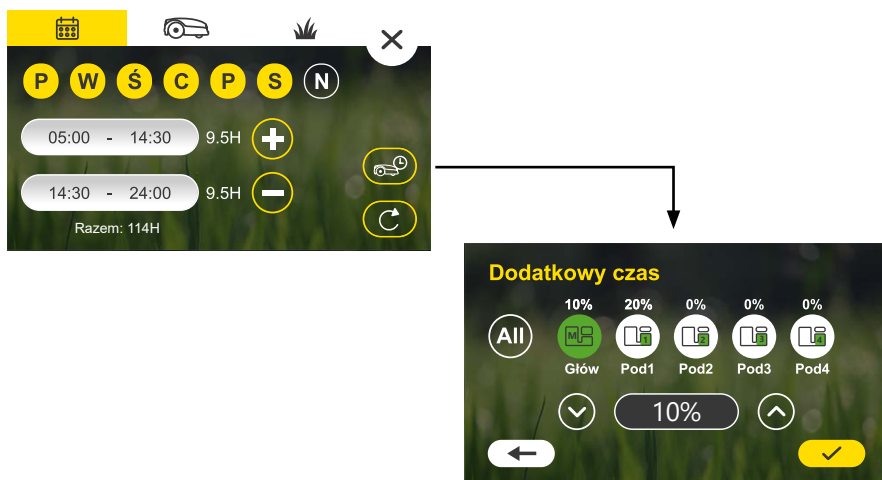 P W Ś C P S N
05:00 - 14:30 9.5H
14:30 - 24:00 9.5H
Razem: 114H
Dodatkowy czas
10% 20% 0% 0% 0%
All M 1 2 3 4
Głów Pod1 Pod2 Pod3 Pod4
10%